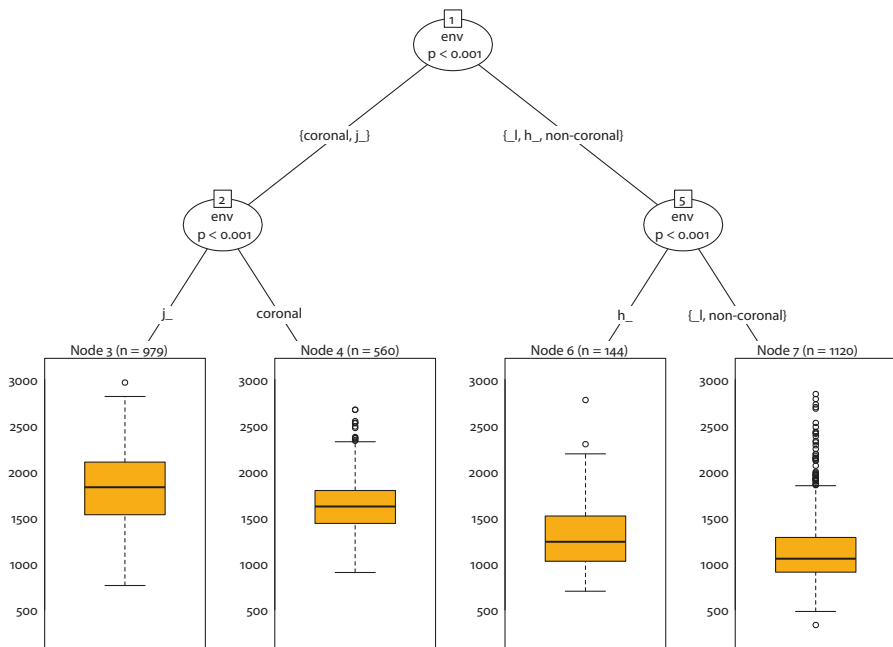 1
env
p < 0.001
{coronal, j_}
{_l, h_, non-coronal}
2
env
p < 0.001
5
env
p < 0.001
j_
coronal
h_
{_l, non-coronal}
Node 3 (n = 979)
Node 4 (n = 560)
Node 6 (n = 144)
Node 7 (n = 1120)
3000
2500
2000
1500
1000
500
3000
2500
2000
1500
1000
500
3000
2500
2000
1500
1000
500
3000
2500
2000
1500
1000
500